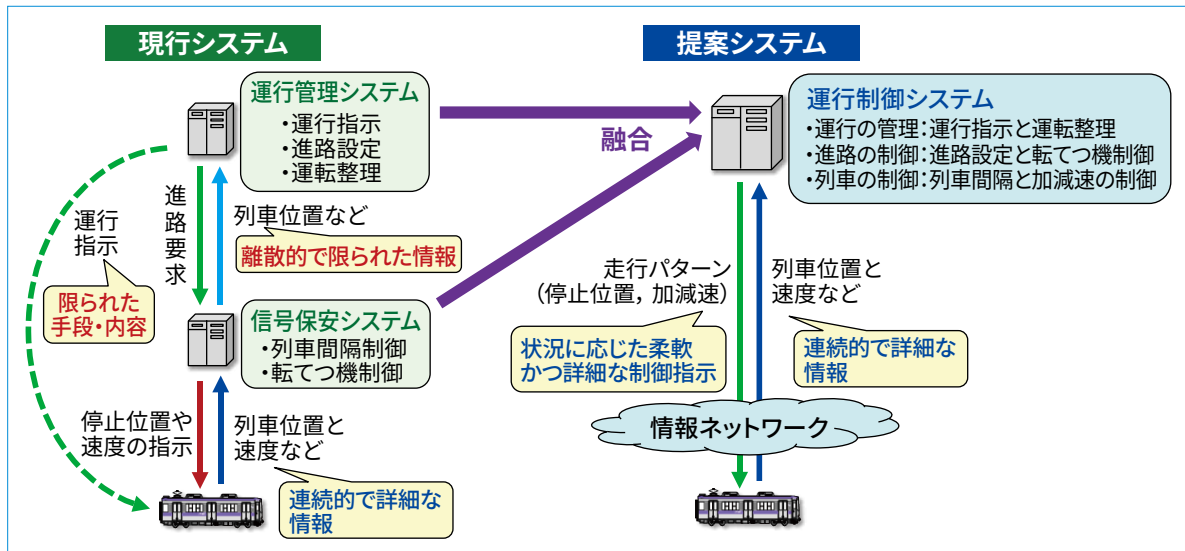 現行システム
運行管理システム
・運行指示
・進路設定
・運転整理
運行
指示
限られた
手段・内容
進路要求
列車位置など
離散的で限られた情報
信号保安システム
・列車間隔制御
・転てつ機制御
停止位置や
速度の指示
列車位置と
速度など
連続的で詳細な
情報
融合
提案システム
運行制御システム
・運行の管理：運行指示と運転整理
・進路の制御：進路設定と転てつ機制御
・列車の制御：列車間隔と加減速の制御
走行パターン
（停止位置，加減速）
状況に応じた柔軟
かつ詳細な制御指示
列車位置と
速度など
連続的で詳細な
情報
情報ネットワーク